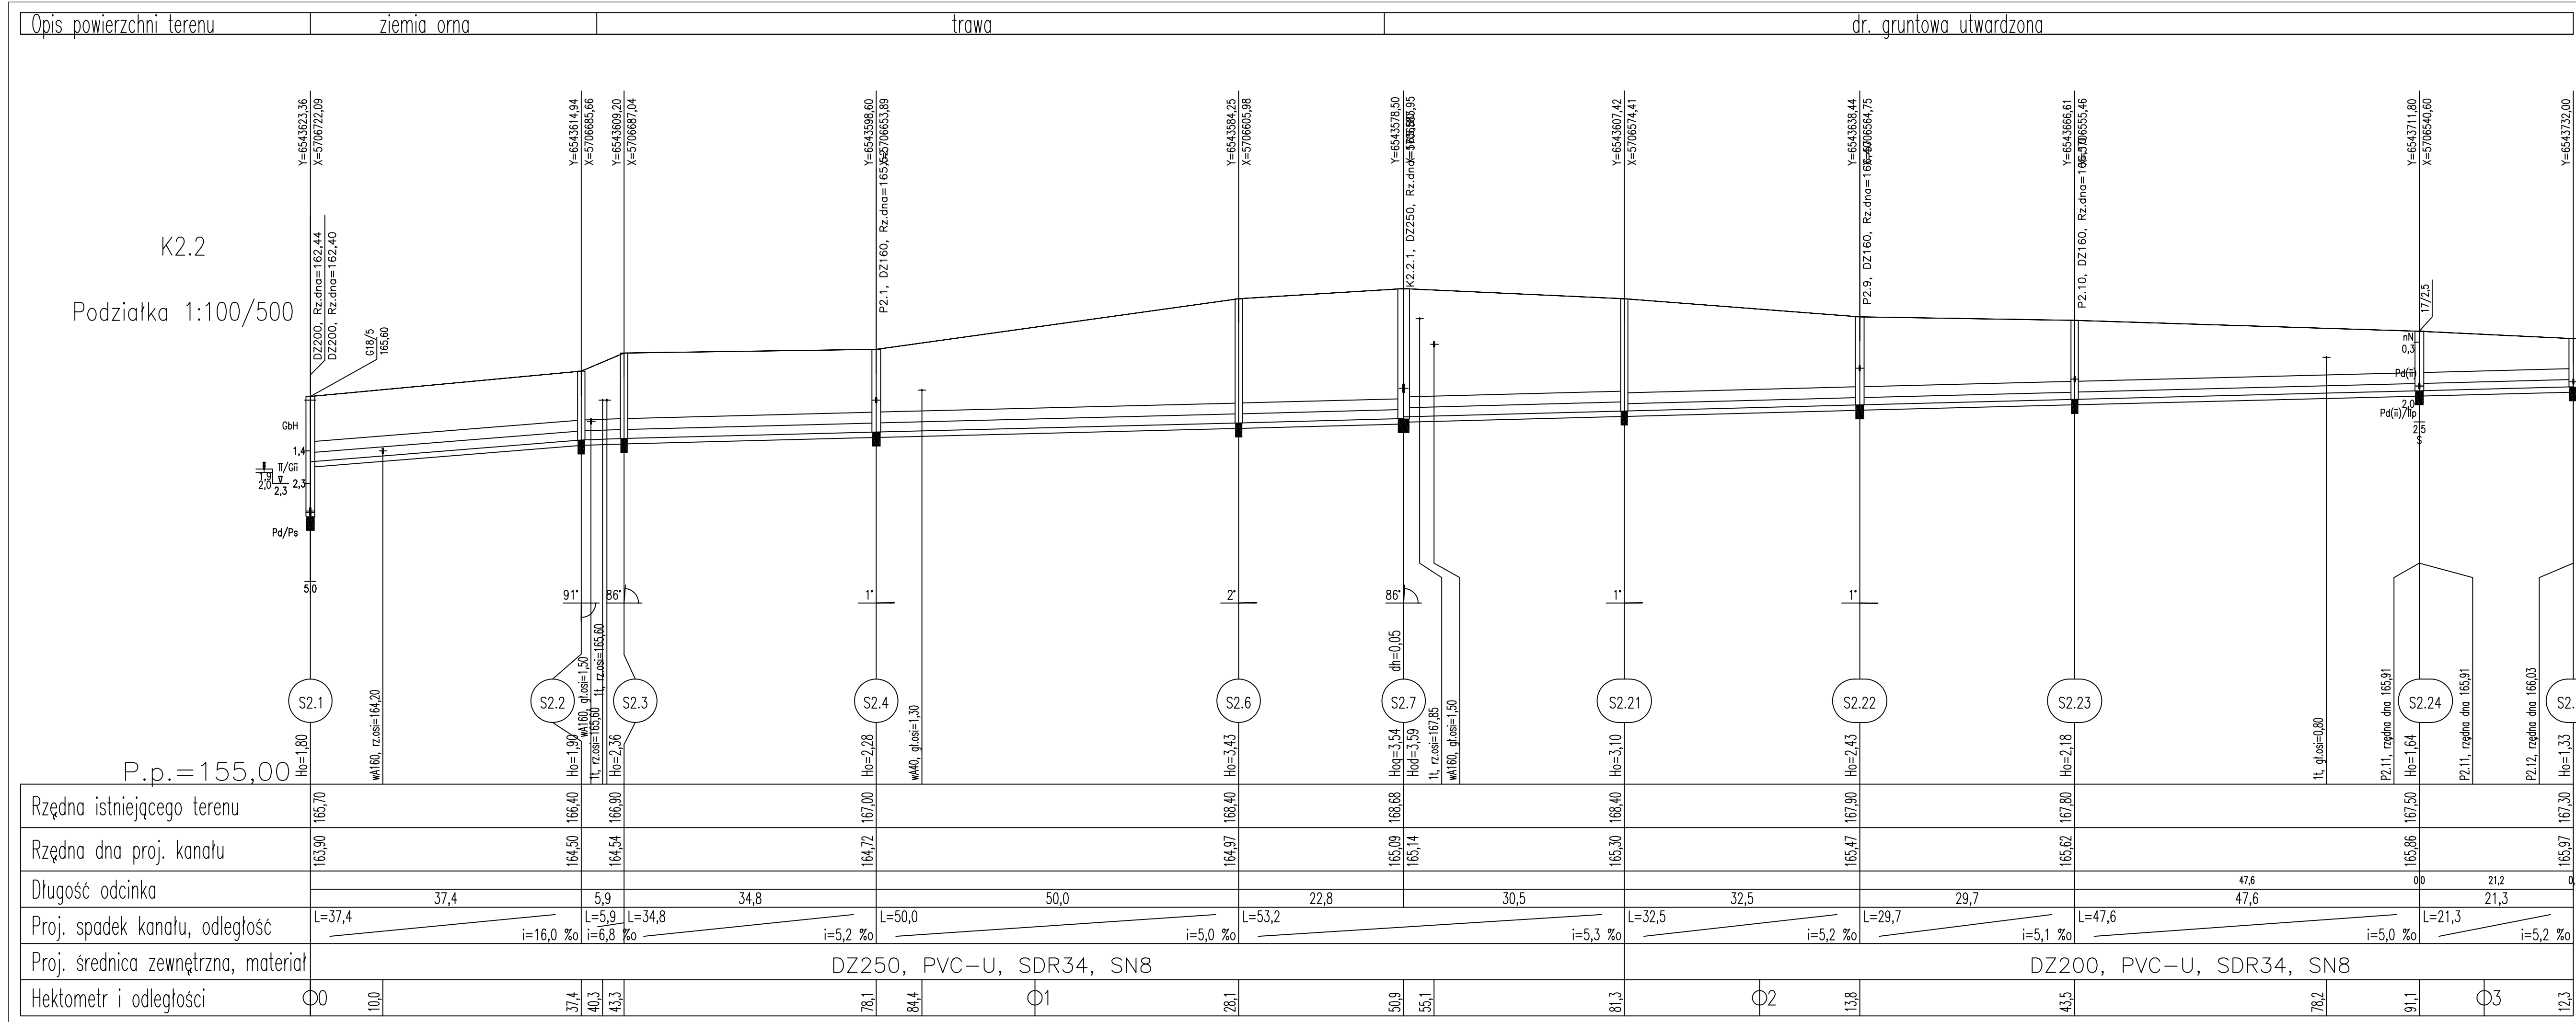 Opis powierzchni terenu ziemia orna trawa dr. gruntowa utwardzona
Y=6543623,36 X=5706722,09
Y=6543614,94 X=5706685,66
Y=6543609,20 X=5706687,04
Y=6543598,60 X=5706653,89
Y=6543584,25 X=5706605,98
Y=6543578,50
Y=6543607,42 X=5706574,41
Y=6543638,44 X=5706564,75
Y=6543666,61
Y=6543711,80 X=5706540,60
Y=6543732,00
DZ200, Rz.dna=162,44
DZ200, Rz.dna=162,40
P2.1, DZ160,
K2.2.1, DZ250,
P2.9, DZ160,
P2.10, DZ160,
K2.2
Podziałka 1:100/500
G18/5
165,60
17/2,5
nN
0,3
Pd(ii)
2,0
2,5
S
GbH
1,4
π/Gπ
1,9
2,0
2,3 2,3
Pd/Ps
5,0
91° 86° 1° 2° 86° 1° 1°
dh=0,05
S2.1 S2.2 S2.3 S2.4 S2.6 S2.7 S2.21 S2.22 S2.23 S2.24 S2.
wA160, rz.osi=164,20
wA160, gł.osi=1,50
1t, rz.osi=165,60
1t, rz.osi=165,60
wA40, gł.osi=1,30
1t, rz.osi=167,85
wA160, gł.osi=1,50
1t, gł.osi=0,80
P2.11, rzędna dna 165,91
P2.11, rzędna dna 165,91
P2.12, rzędna dna 166,03
P.p.=155,00
Ho=1,80 Ho=1,90 Ho=2,36 Ho=2,28 Ho=3,43 Hog=3,54 Hod=3,59 Ho=3,10 Ho=2,43 Ho=2,18 Ho=1,64 Ho=1,33
Rzędna istniejącego terenu 165,70 166,40 166,90 167,00 168,40 168,68 168,40 167,90 167,80 167,50 167,30
Rzędna dna proj. kanału 163,90 164,50 164,54 164,72 164,97 165,09 165,14 165,30 165,47 165,62 165,86 165,97
47,6 0,0 21,2
Długość odcinka 37,4 5,9 34,8 50,0 22,8 30,5 32,5 29,7 47,6 21,3
Proj. spadek kanału, odległość L=37,4 L=5,9 L=34,8 L=50,0 L=53,2 L=32,5 L=29,7 L=47,6 L=21,3
i=16,0 ‰ i=6,8 ‰ i=5,2 ‰ i=5,0 ‰ i=5,3 ‰ i=5,2 ‰ i=5,1 ‰ i=5,0 ‰ i=5,2 ‰
Proj. średnica zewnętrzna, materiał DZ250, PVC-U, SDR34, SN8 DZ200, PVC-U, SDR34, SN8
Hektometr i odległości 0 10,0 37,4 40,3 43,3 78,1 84,4 1 28,1 50,9 55,1 81,3 2 13,8 43,5 78,2 91,1 3 12,3